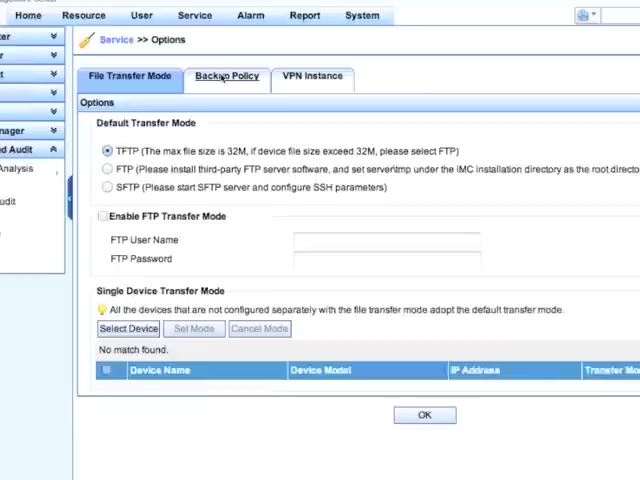 Home Resource User Service Alarm Report System
Service >> Options
File Transfer Mode Backup Policy VPN Instance
Options
Default Transfer Mode
TFTP (The max file size is 32M, if device file size exceed 32M, please select FTP)
FTP (Please install third-party FTP server software, and set server\tmp under the iMC installation directory as the root directo
SFTP (Please start SFTP server and configure SSH parameters)
Enable FTP Transfer Mode
FTP User Name
FTP Password
Single Device Transfer Mode
All the devices that are not configured separately with the file transfer mode adopt the default transfer mode.
Select Device Set Mode Cancel Mode
No match found.
Device Name Device Model IP Address Transfer Mo
OK
ter
r
t
nager
d Audit
Analysis
udit